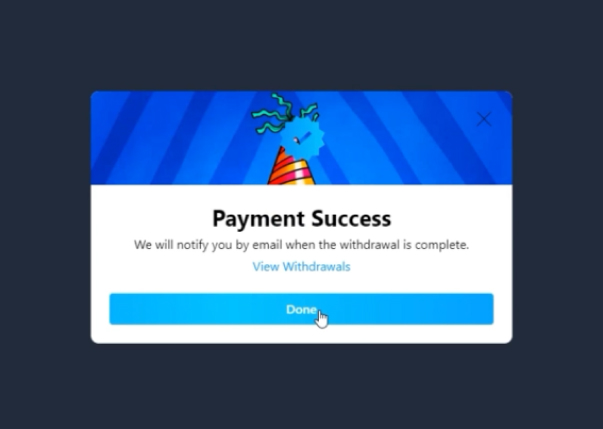 Payment Success
We will notify you by email when the withdrawal is complete.
View Withdrawals
Done